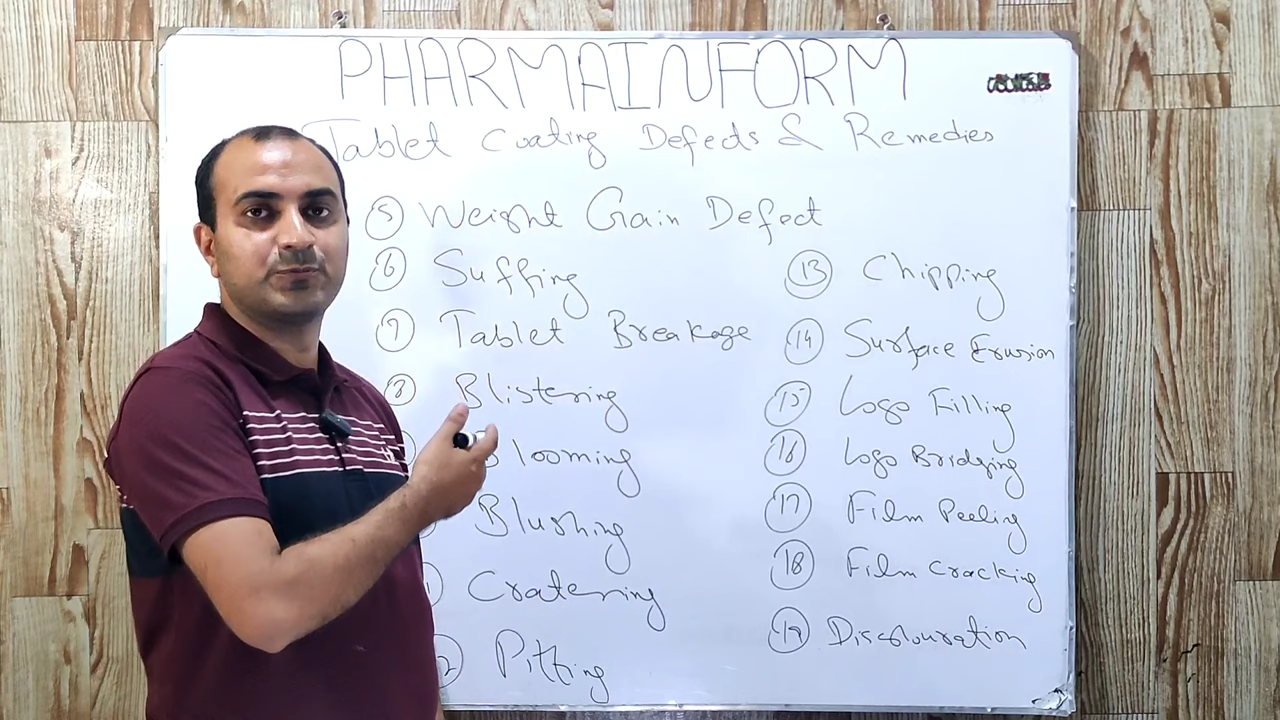 PHARMAINFORM
Tablet Coating Defects & Remedies
5 Weight Gain Defect
6 Suffing
7 Tablet Breakage
8 Blistering
Blooming
Blushing
Cratering
Pitting
13 Chipping
14 Surface Erusion
15 Logo Filling
16 Logo Bridging
17 Film Peeling
18 Film Cracking
19 Discolouration